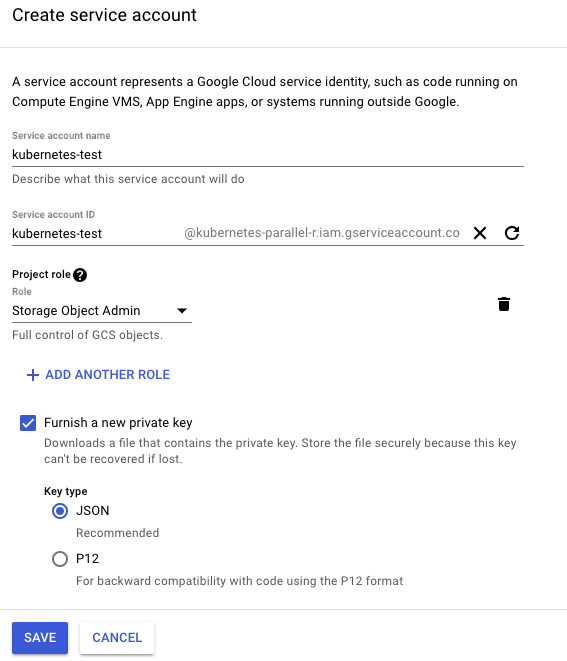 Create service account
A service account represents a Google Cloud service identity, such as code running on
Compute Engine VMS, App Engine apps, or systems running outside Google.
Service account name
kubernetes-test
Describe what this service account will do
Service account ID
kubernetes-test @kubernetes-parallel-r.iam.gserviceaccount.co
Project role ?
Role
Storage Object Admin
Full control of GCS objects.
+ ADD ANOTHER ROLE
Furnish a new private key
Downloads a file that contains the private key. Store the file securely because this key
can't be recovered if lost.
Key type
JSON
Recommended
P12
For backward compatibility with code using the P12 format
SAVE CANCEL